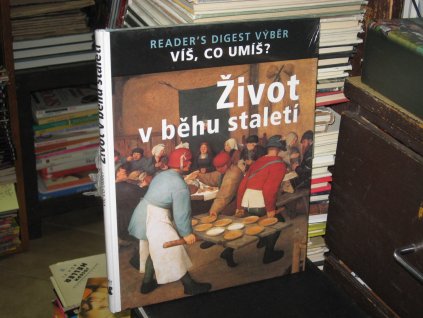 READER'S DIGEST VÝBĚR
VÍŠ, CO UMÍŠ?
Život
v běhu staletí
Život v běhu staletí